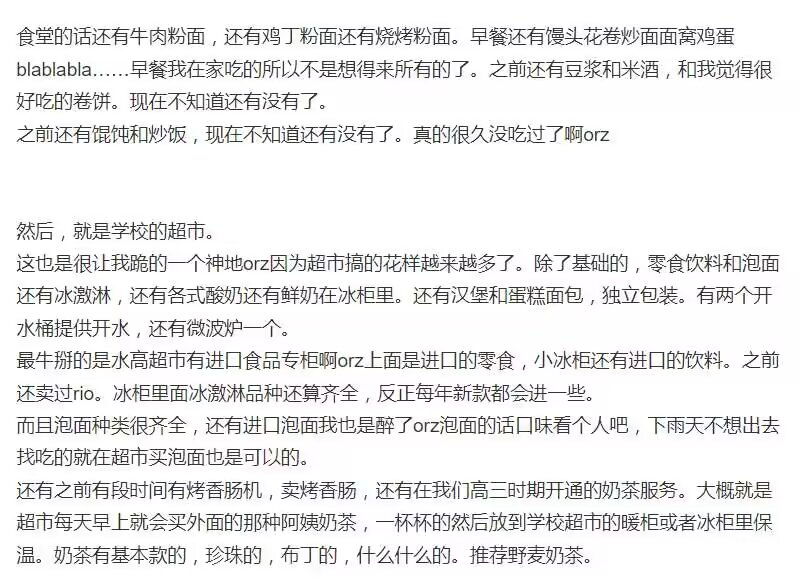 食堂的话还有牛肉粉面，还有鸡丁粉面还有烧烤粉面。早餐还有馒头花卷炒面面窝鸡蛋
blablabla……早餐我在家吃的所以不是想得来所有的了。之前还有豆浆和米酒，和我觉得很
好吃的卷饼。现在不知道还有没有了。
之前还有馄饨和炒饭，现在不知道还有没有了。真的很久没吃过了啊orz
然后，就是学校的超市。
这也是很让我跪的一个神地orz因为超市搞的花样越来越多了。除了基础的，零食饮料和泡面
还有冰激淋，还有各式酸奶还有鲜奶在冰柜里。还有汉堡和蛋糕面包，独立包装。有两个开
水桶提供开水，还有微波炉一个。
最牛掰的是水高超市有进口食品专柜啊orz上面是进口的零食，小冰柜还有进口的饮料。之前
还卖过rio。冰柜里面冰激淋品种还算齐全，反正每年新款都会进一些。
而且泡面种类很齐全，还有进口泡面我也是醉了orz泡面的话口味看个人吧，下雨天不想出去
找吃的就在超市买泡面也是可以的。
还有之前有段时间有烤香肠机，卖烤香肠，还有在我们高三时期开通的奶茶服务。大概就是
超市每天早上就会买外面的那种阿姨奶茶，一杯杯的然后放到学校超市的暖柜或者冰柜里保
温。奶茶有基本款的，珍珠的，布丁的，什么什么的。推荐野麦奶茶。